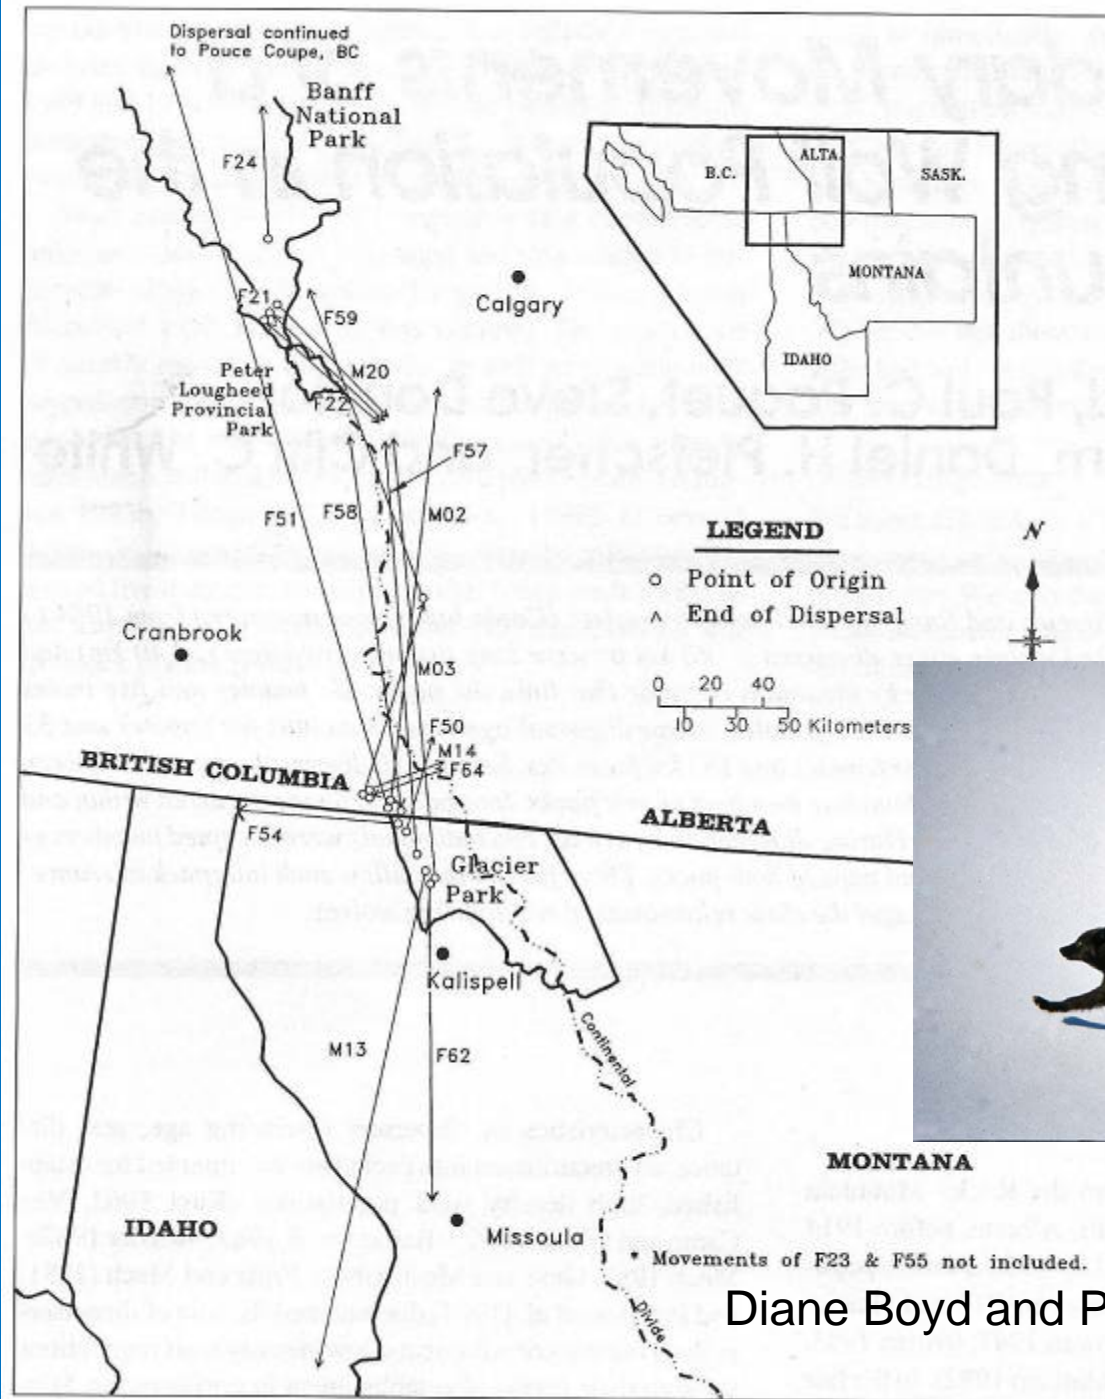 Dispersal continued
to Pouce Coupe, BC
Banff
National
Park
F24
F21
F59
Calgary
M20
Peter
Lougheed
Provincial
Park
F22
F57
F51
F58
M02
Cranbrook
M03
F50
M14
F64
BRITISH COLUMBIA
ALBERTA
F54
Glacier
Park
Kalispell
M13
F62
Continental
Divide
IDAHO
Missoula
MONTANA
* Movements of F23 & F55 not included.
B.C.
ALTA.
SASK.
MONTANA
IDAHO
LEGEND
Point of Origin
End of Dispersal
N
0 20 40
10 30 50 Kilometers
Diane Boyd and P